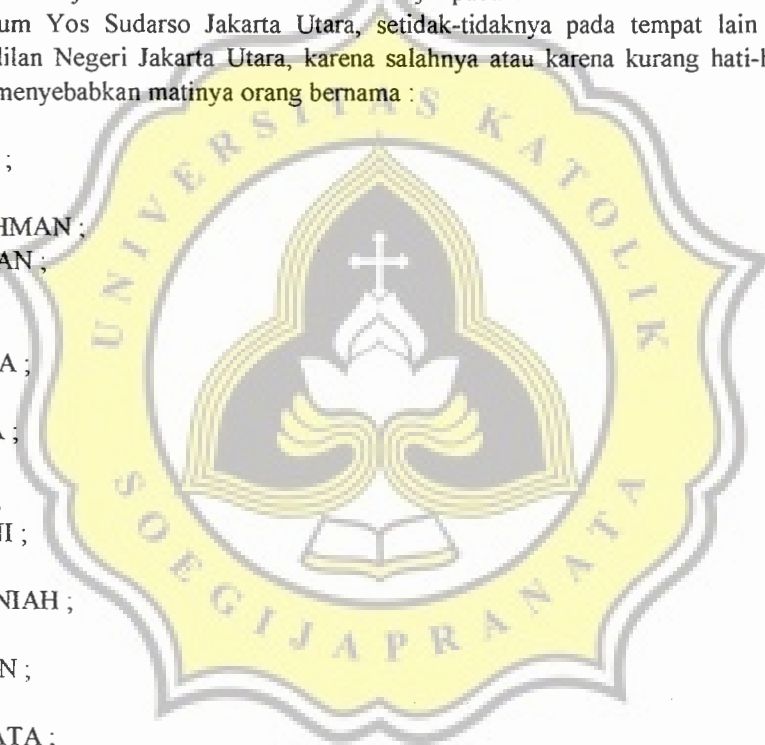 um Yos Sudarso Jakarta Utara, setidak-tidaknya pada tempat lain
ilan Negeri Jakarta Utara, karena salahnya atau karena kurang hati-h
menyebabkan matinya orang bernama :
;
HMAN ;
AN ;
A ;
A ;
NI ;
NIAH ;
N ;
ATA ;
UNIVERSITAS KATOLIK
SOEGIJAPRANATA